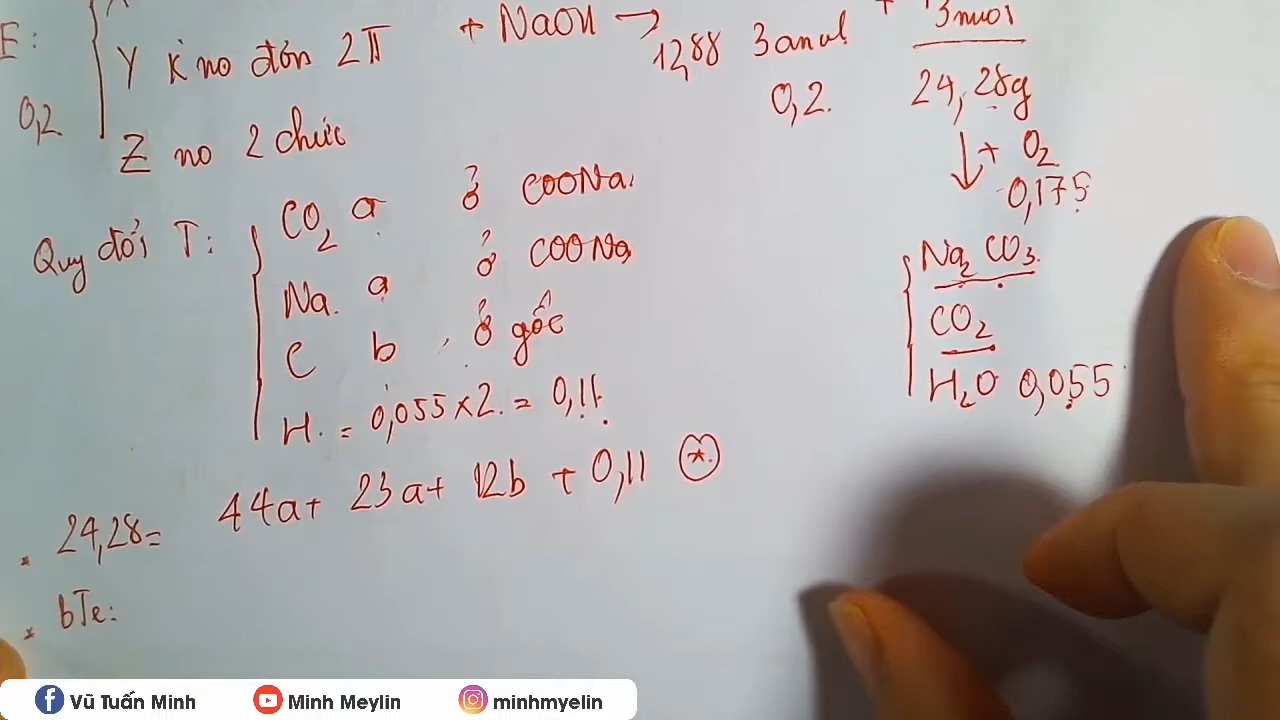 E:
Y k' no đơn 2π + NaOH → 12,88 3 ancol + 3 muối
0,2 0,2. 24,28g
Z no 2 chức
↓ + O2
0,175
Quy đổi T: CO2 a ở COONa
Na. a ở COONa
C b ở gốc
H. = 0,055×2. = 0,11
Na2CO3.
CO2
H2O 0,055
24,28= 44a+ 23a+ 12b + 0,11 (*)
bTe:
Vũ Tuấn Minh Minh Meylin minhmyelin